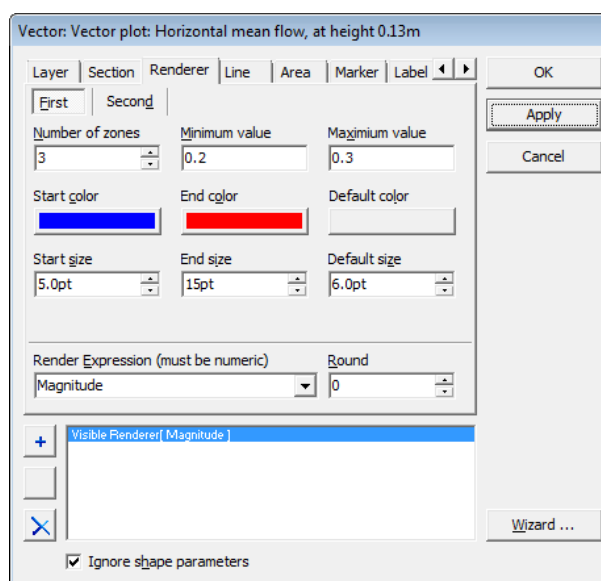 Vector: Vector plot: Horizontal mean flow, at height 0.13m
Layer Section Renderer Line Area Marker Label
OK
First Second
Apply
Number of zones Minimum value Maximium value
3 0.2 0.3
Cancel
Start color End color Default color
Start size End size Default size
5.0pt 15pt 6.0pt
Render Expression (must be numeric) Round
Magnitude 0
Visible Renderer[ Magnitude ]
Wizard ...
Ignore shape parameters